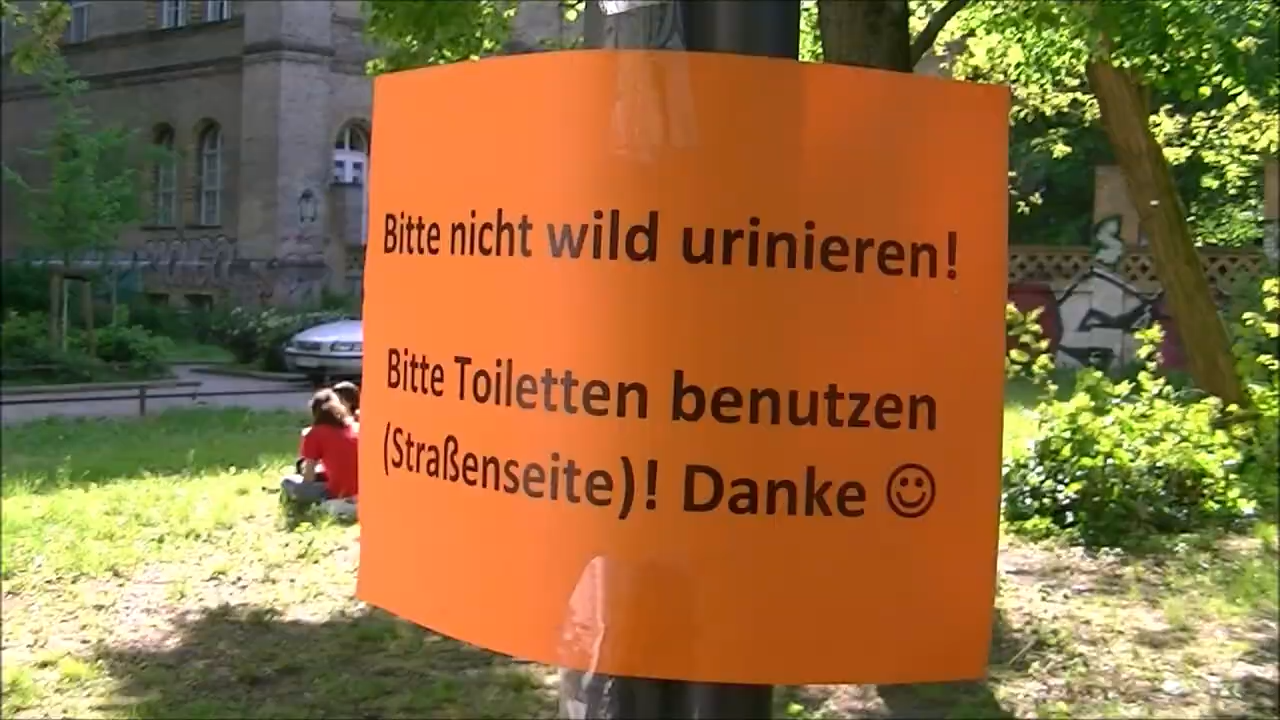 Bitte nicht wild urinieren!
Bitte Toiletten benutzen
(Straßenseite)! Danke ☺